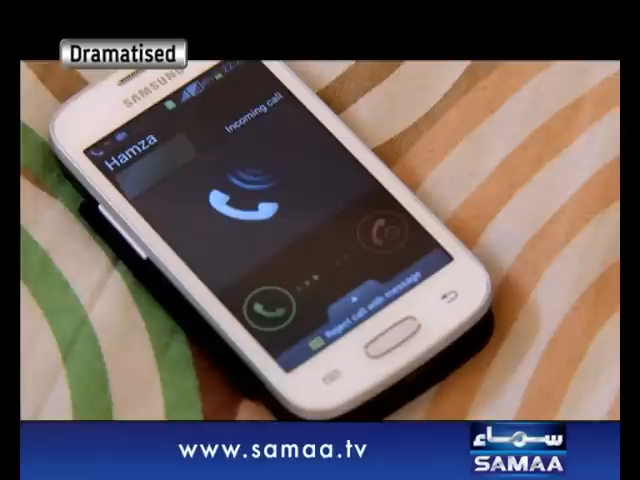 Dramatised
SAMSUNG
Hamza
Incoming call
Reject call with message
www.samaa.tv
سماء
SAMAA